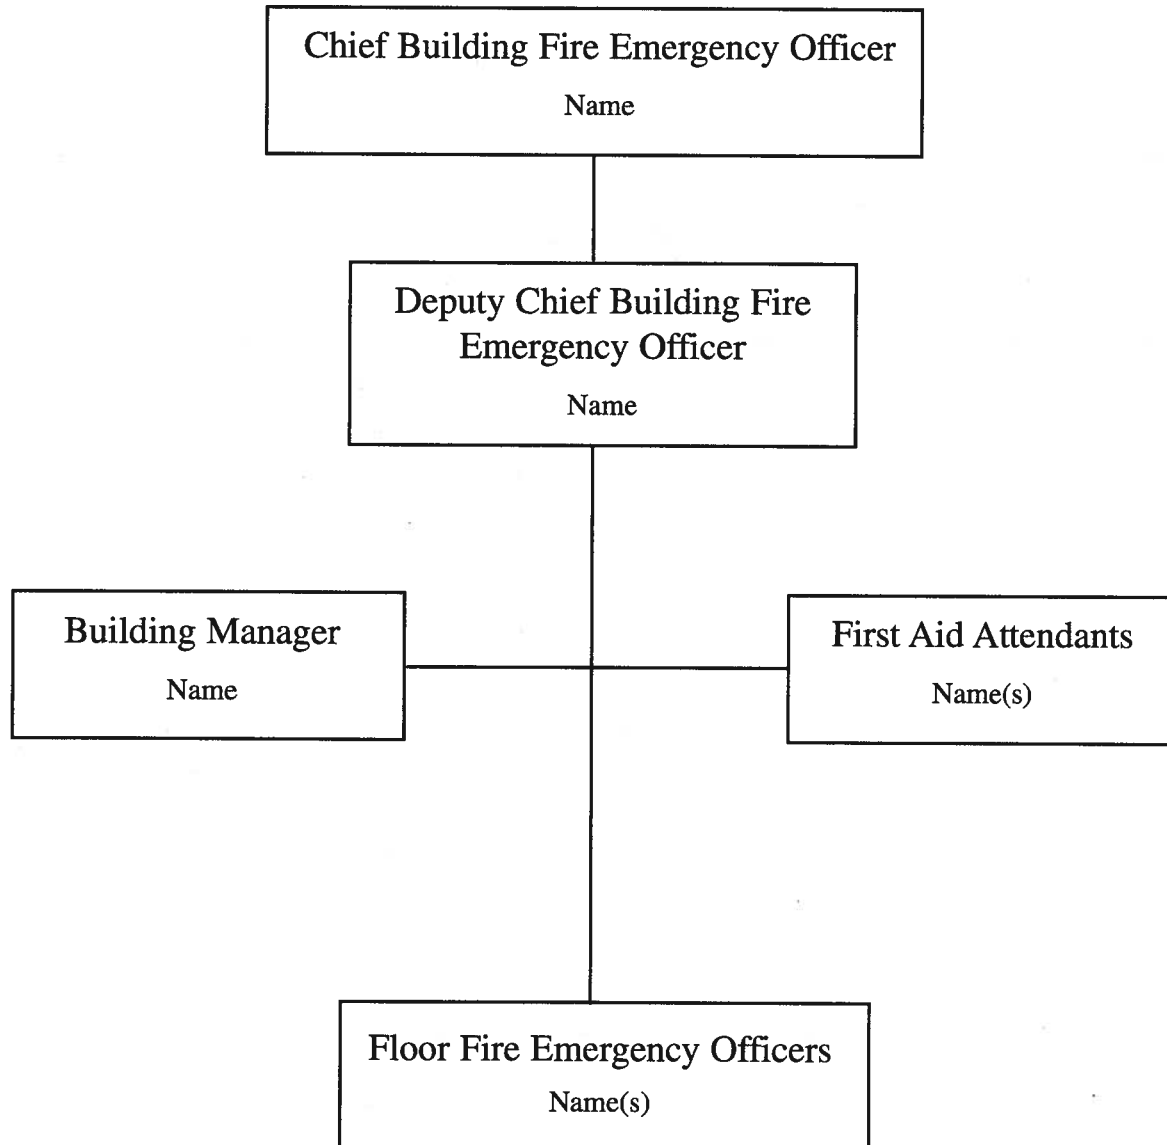 Chief Building Fire Emergency Officer
Name
Deputy Chief Building Fire
Emergency Officer
Name
Building Manager
Name
First Aid Attendants
Name(s)
Floor Fire Emergency Officers
Name(s)